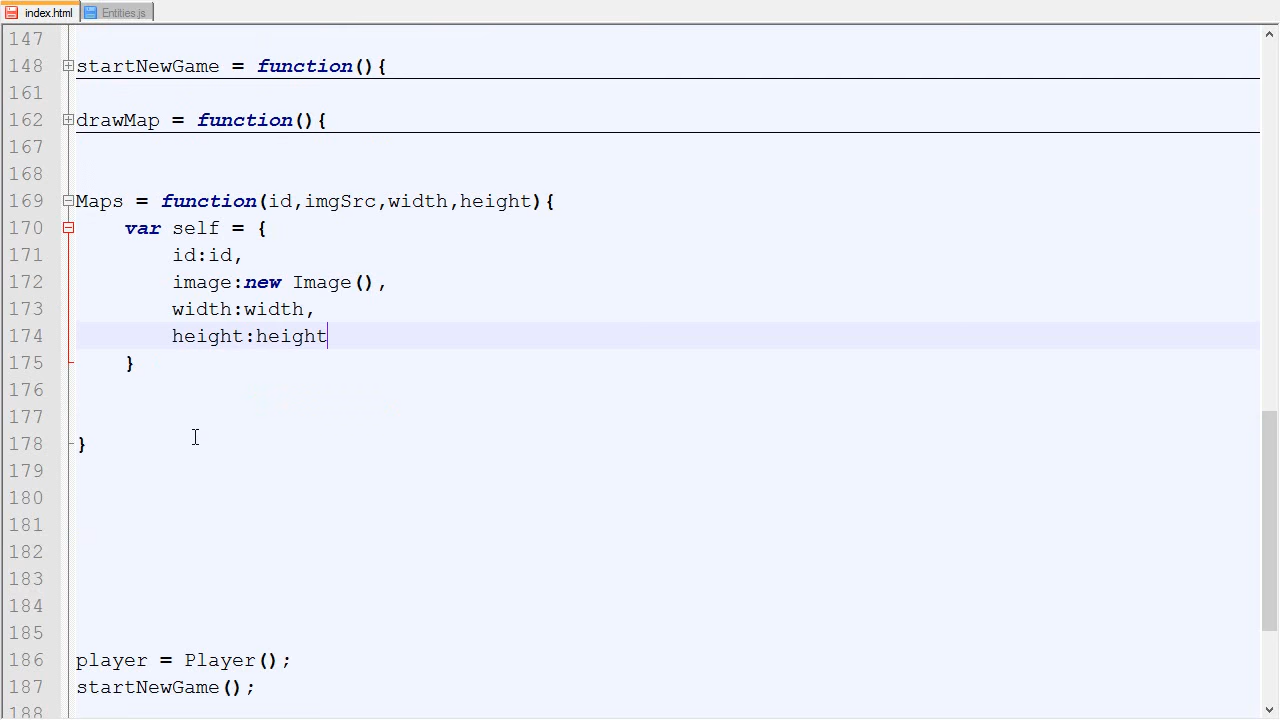 index.html Entities.js
147
148 startNewGame = function(){
161
162 drawMap = function(){
167
168
169 Maps = function(id,imgSrc,width,height){
170 var self = {
171 id:id,
172 image:new Image(),
173 width:width,
174 height:height
175 }
176
177
178 }
179
180
181
182
183
184
185
186 player = Player();
187 startNewGame();
188